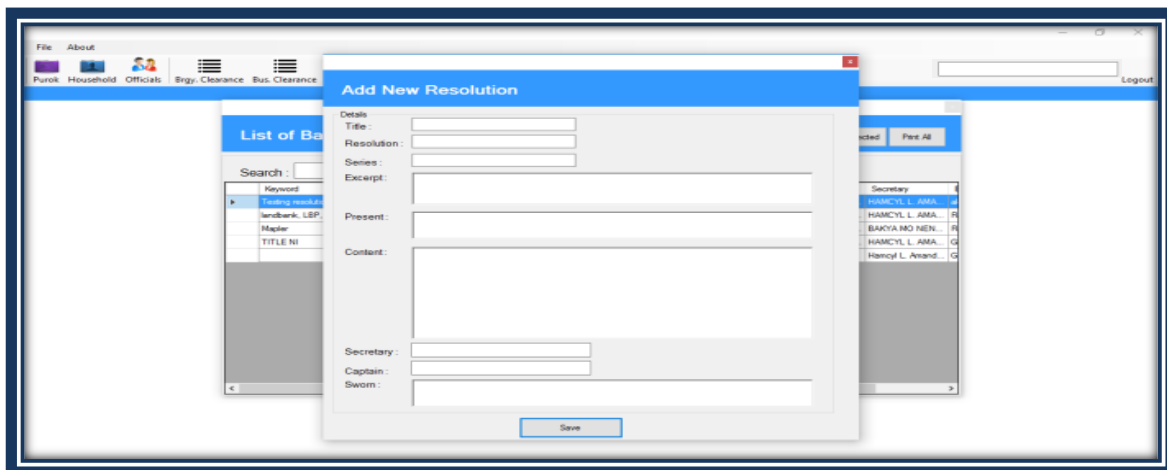 File About
Purok Household Officials Brgy. Clearance Bus. Clearance
Logout
Add New Resolution
List of Ba
cted Print All
Details
Title :
Resolution :
Series :
Excerpt :
Present :
Content :
Secretary :
Captain :
Sworn :
Save
Search :
Keyword Secretary
Testing resoluti HAMCYL L. AMA...
landbank, LBP, HAMCYL L. AMA... R
Mapler BAKYA MO NEN... R
TITLE NI HAMCYL L. AMA... G
Hamcyl L. Amand... G